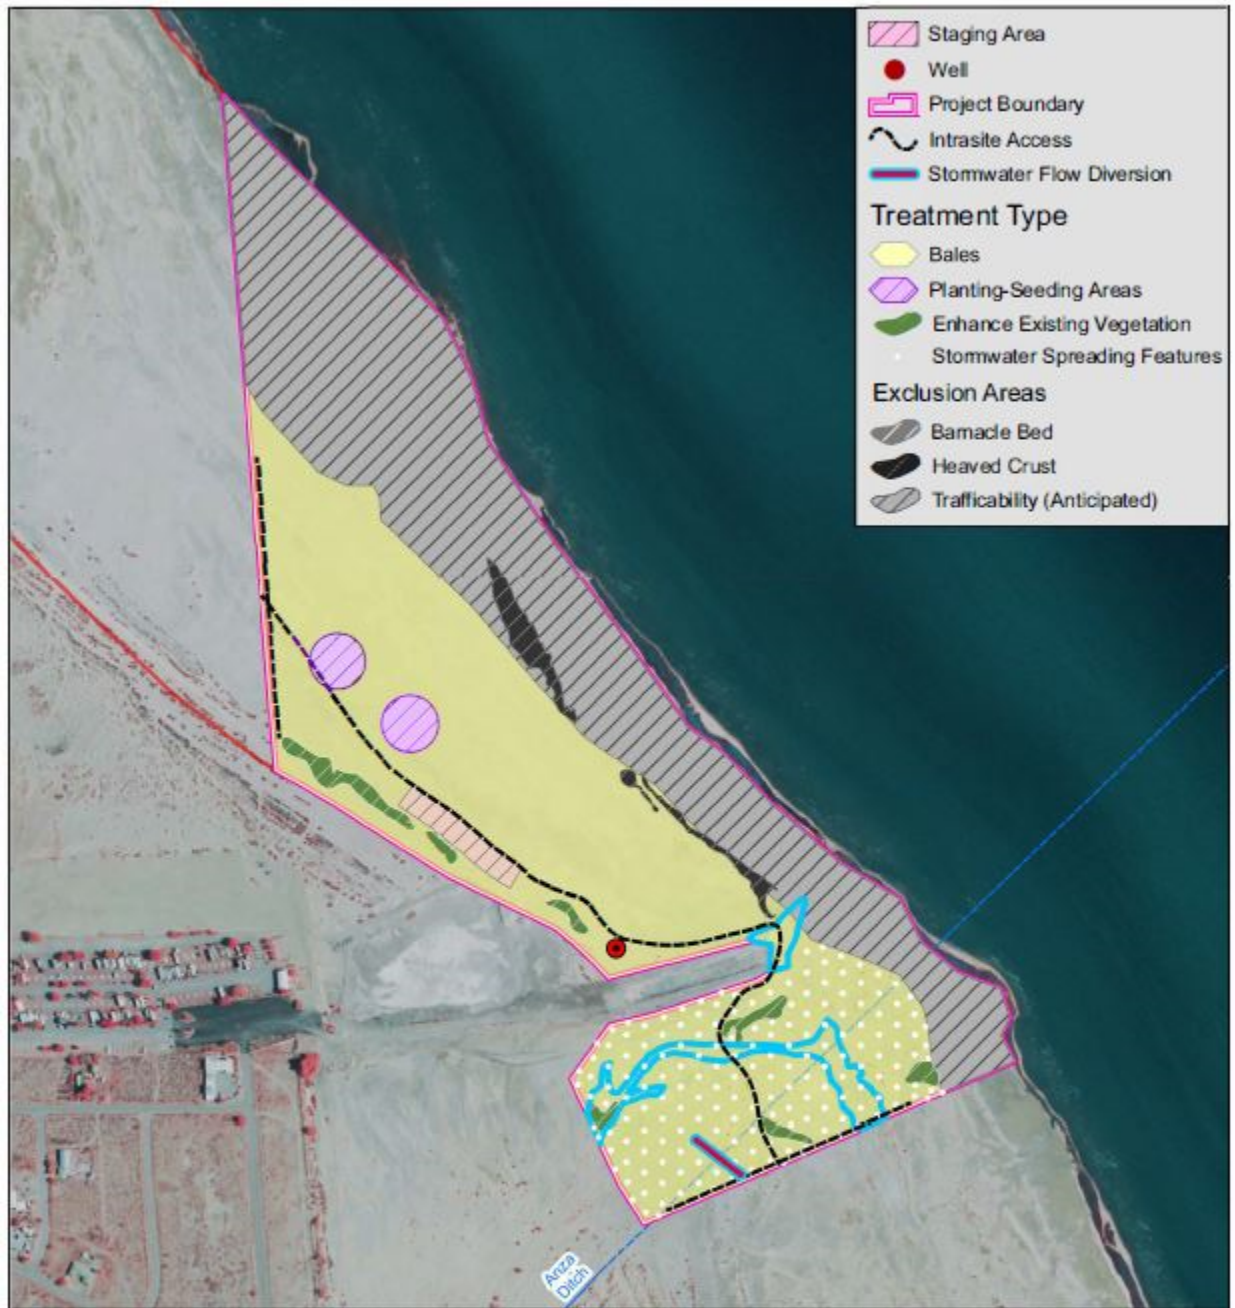 Staging Area
Well
Project Boundary
Intrasite Access
Stormwater Flow Diversion
Treatment Type
Bales
Planting-Seeding Areas
Enhance Existing Vegetation
Stormwater Spreading Features
Exclusion Areas
Barnacle Bed
Heaved Crust
Trafficability (Anticipated)
Anza
Ditch